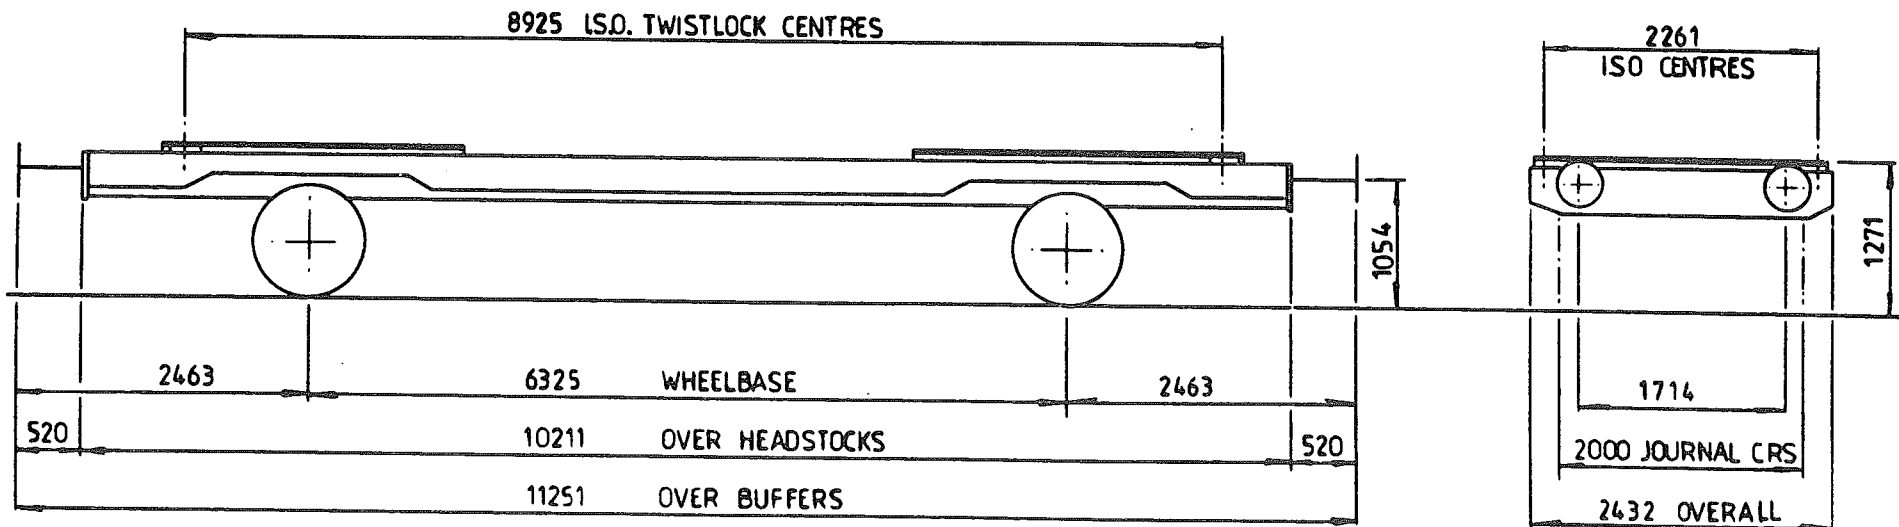 8925 I.S.O. TWISTLOCK CENTRES
2261
ISO CENTRES
1054
1271
2463
6325 WHEELBASE
2463
1714
520
10211 OVER HEADSTOCKS
520
2000 JOURNAL CRS
11251 OVER BUFFERS
2432 OVERALL